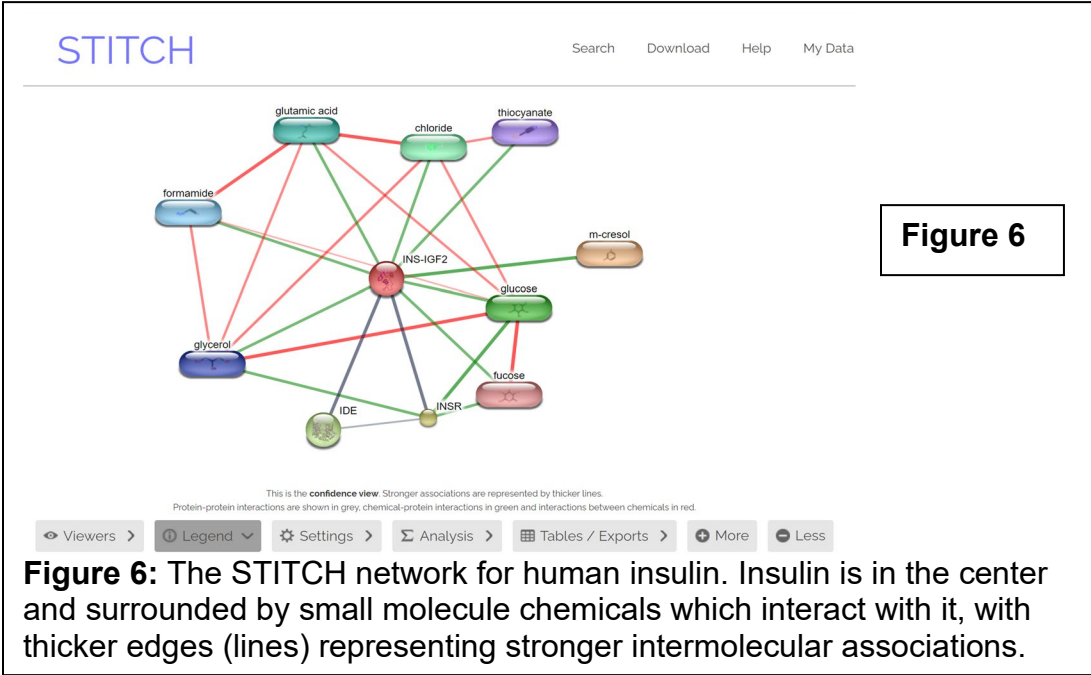 STITCH
Search Download Help My Data
glutamic acid
chloride
thiocyanate
formamide
m-cresol
INS-IGF2
glucose
glycerol
fucose
IDE
INSR
Figure 6
This is the confidence view. Stronger associations are represented by thicker lines.
Protein-protein interactions are shown in grey, chemical-protein interactions in green and interactions between chemicals in red.
Viewers Legend Settings Analysis Tables / Exports More Less
Figure 6: The STITCH network for human insulin. Insulin is in the center
and surrounded by small molecule chemicals which interact with it, with
thicker edges (lines) representing stronger intermolecular associations.